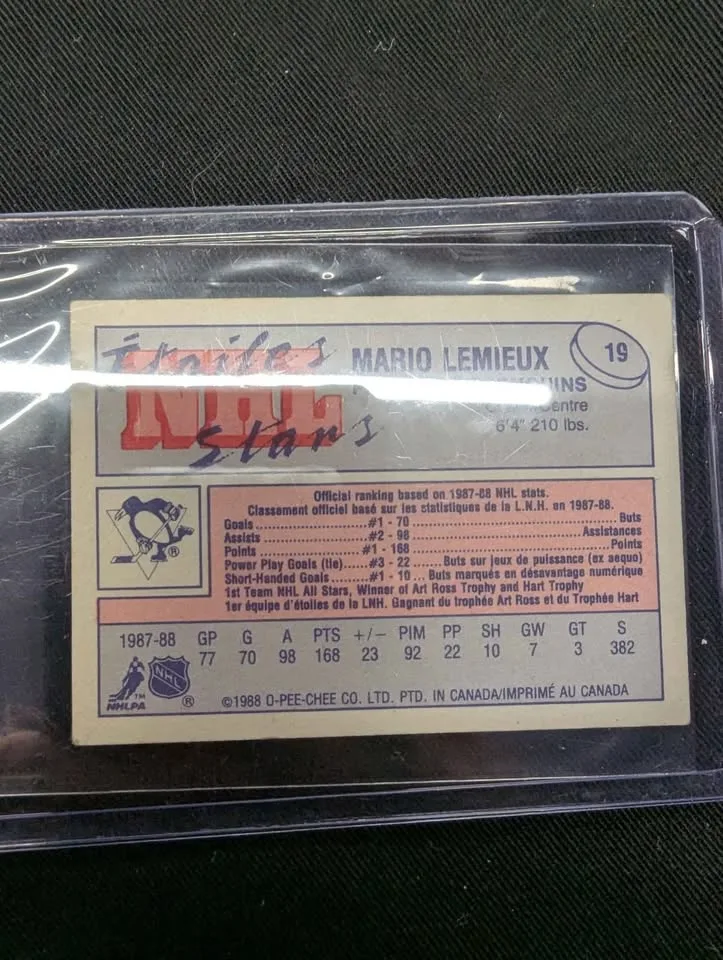 Étoiles
NHL
Stars
MARIO LEMIEUX
19
Centre
6'4" 210 lbs.
Official ranking based on 1987-88 NHL stats.
Classement officiel basé sur les statistiques de la L.N.H. en 1987-88.
Goals ........ #1 - 70 ........ Buts
Assists ........ #2 - 98 ........ Assistances
Points ........ #1 - 168 ........ Points
Power Play Goals (tie) ...... #3 - 22 ...... Buts sur jeux de puissance (ex aequo)
Short-Handed Goals ...... #1 - 10 ... Buts marqués en désavantage numérique
1st Team NHL All Stars, Winner of Art Ross Trophy and Hart Trophy
1er équipe d'étoiles de la LNH. Gagnant du trophée Art Ross et du Trophée Hart
1987-88 GP G A PTS +/- PIM PP SH GW GT S
77 70 98 168 23 92 22 10 7 3 382
NHLPA TM
NHL ®
©1988 O-PEE-CHEE CO. LTD. PTD. IN CANADA/IMPRIMÉ AU CANADA